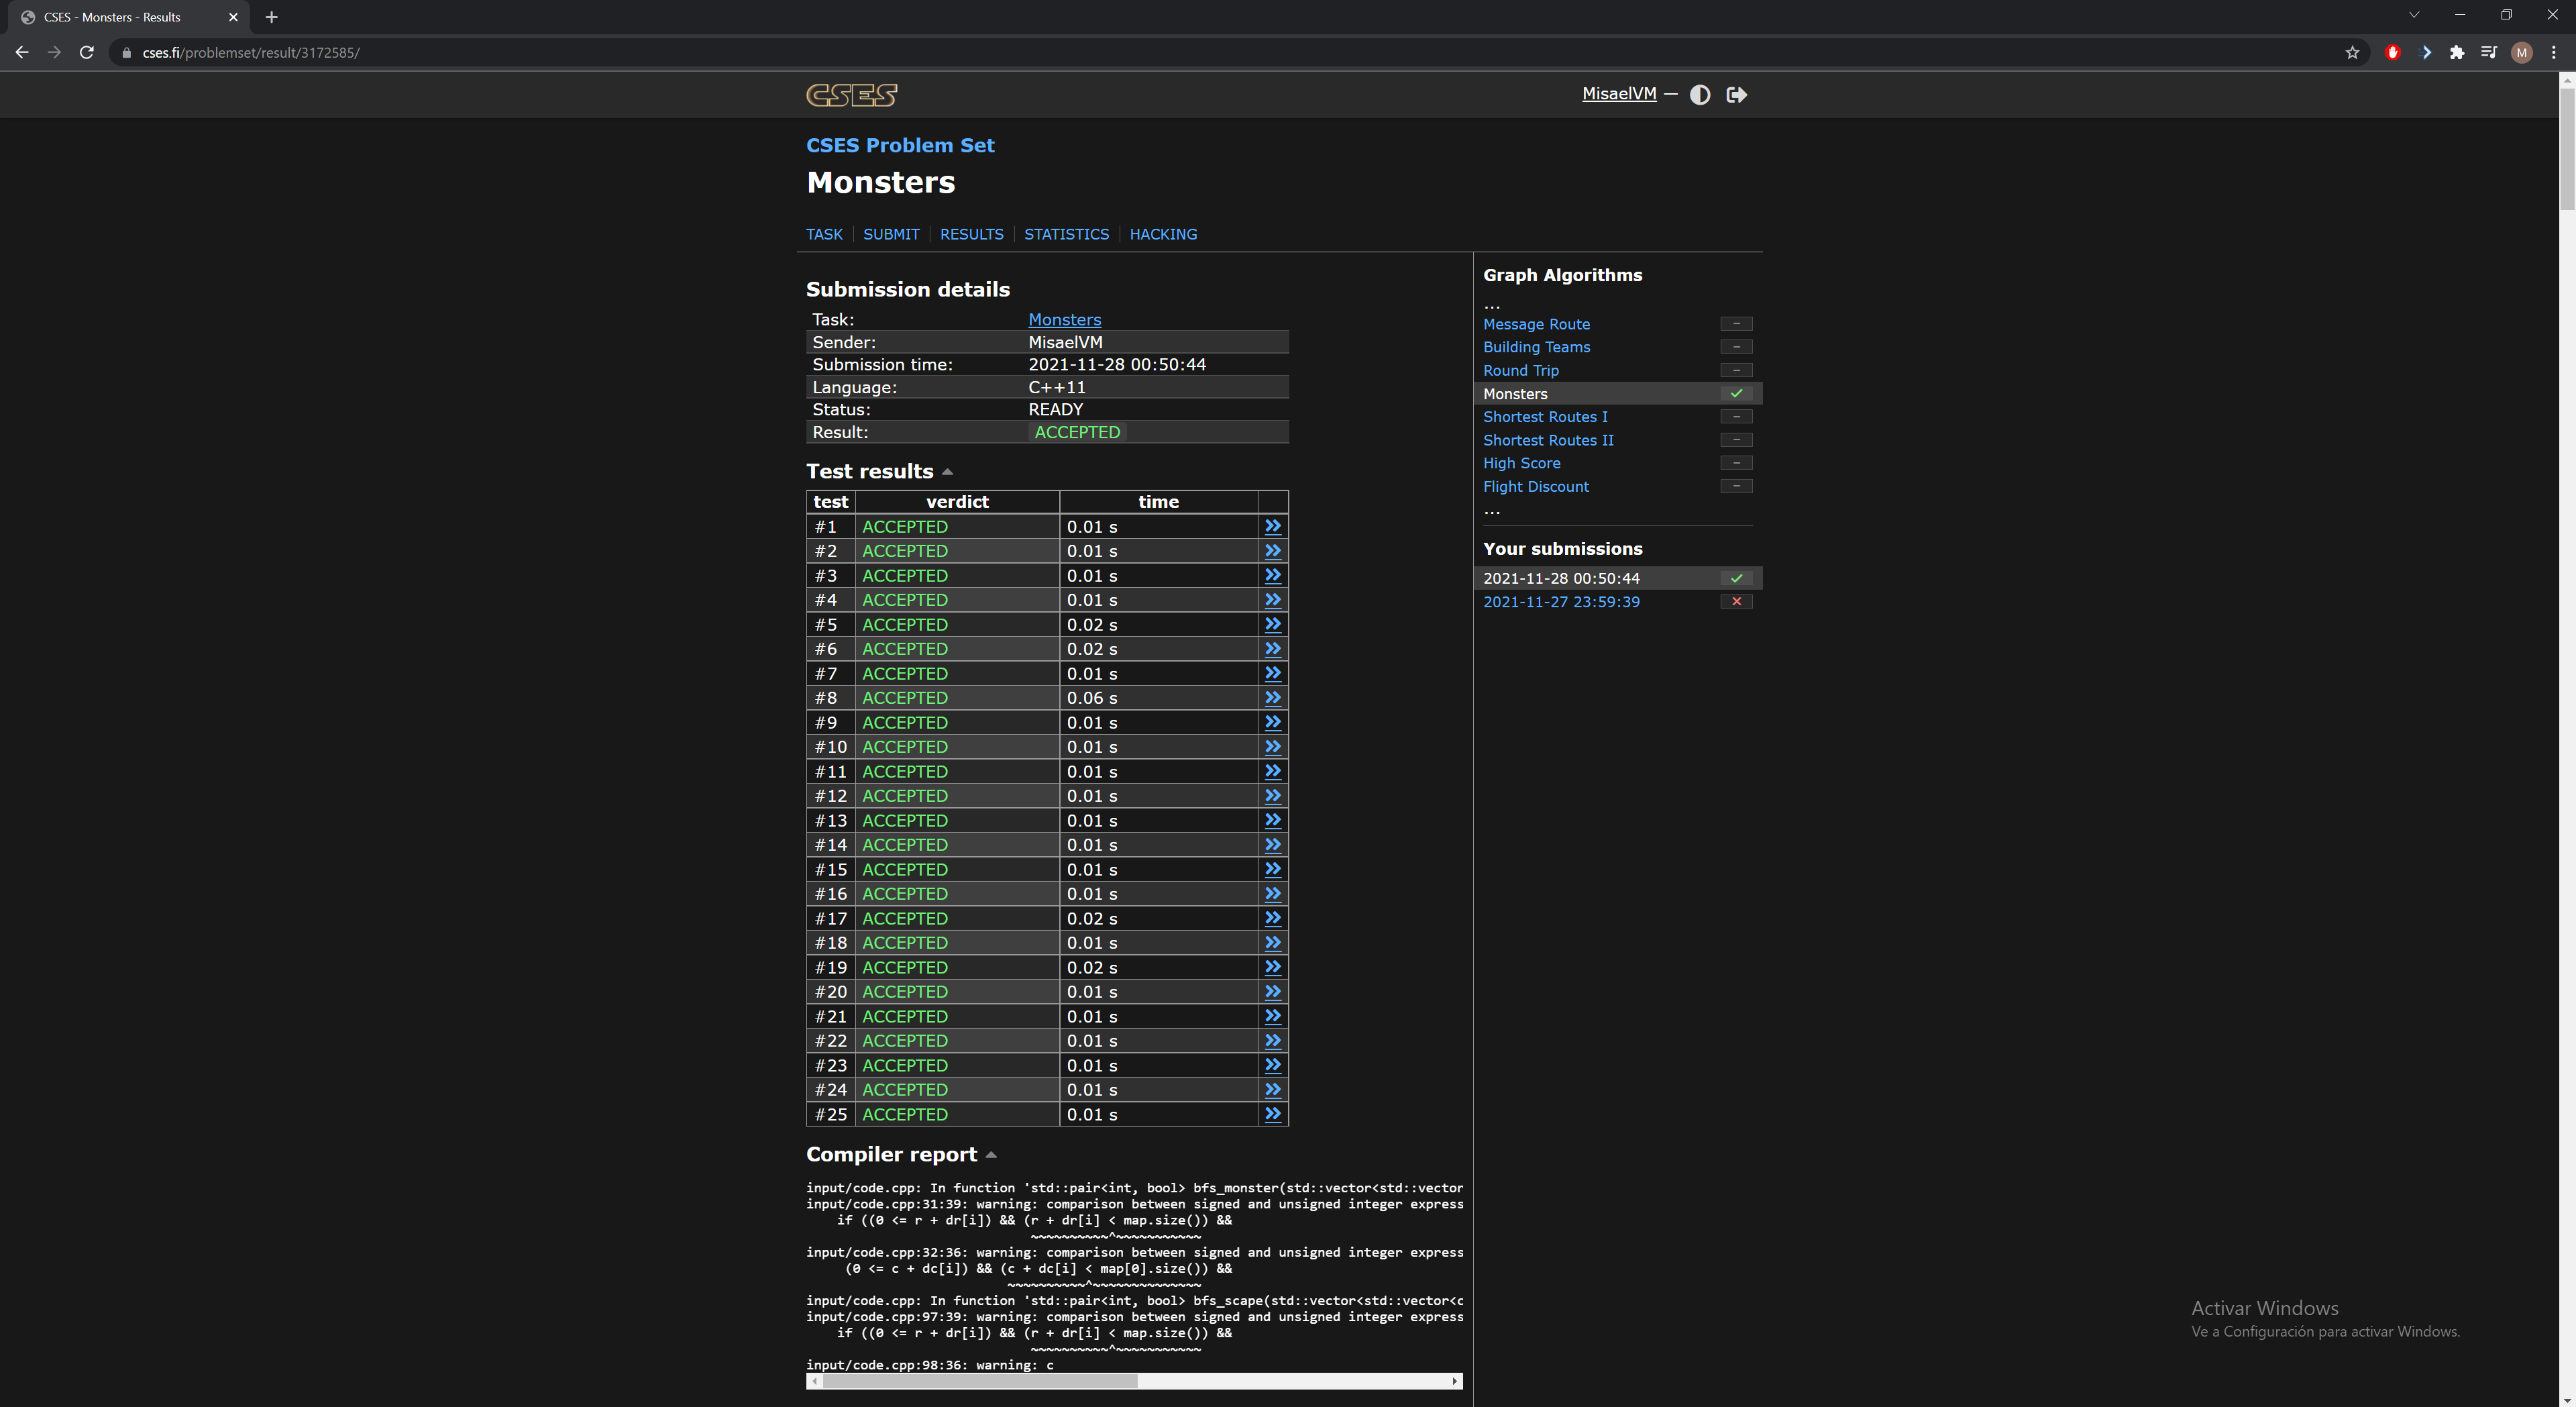 CSES - Monsters - Results
cses.fi/problemset/result/3172585/
M
CSES
MisaelVM —
CSES Problem Set
Monsters
TASK SUBMIT RESULTS STATISTICS HACKING
Submission details
Task: Monsters
Sender: MisaelVM
Submission time: 2021-11-28 00:50:44
Language: C++11
Status: READY
Result: ACCEPTED
Test results
test verdict time
#1 ACCEPTED 0.01 s
#2 ACCEPTED 0.01 s
#3 ACCEPTED 0.01 s
#4 ACCEPTED 0.01 s
#5 ACCEPTED 0.02 s
#6 ACCEPTED 0.02 s
#7 ACCEPTED 0.01 s
#8 ACCEPTED 0.06 s
#9 ACCEPTED 0.01 s
#10 ACCEPTED 0.01 s
#11 ACCEPTED 0.01 s
#12 ACCEPTED 0.01 s
#13 ACCEPTED 0.01 s
#14 ACCEPTED 0.01 s
#15 ACCEPTED 0.01 s
#16 ACCEPTED 0.01 s
#17 ACCEPTED 0.02 s
#18 ACCEPTED 0.01 s
#19 ACCEPTED 0.02 s
#20 ACCEPTED 0.01 s
#21 ACCEPTED 0.01 s
#22 ACCEPTED 0.01 s
#23 ACCEPTED 0.01 s
#24 ACCEPTED 0.01 s
#25 ACCEPTED 0.01 s
Compiler report
input/code.cpp: In function 'std::pair<int, bool> bfs_monster(std::vector<std::vector
input/code.cpp:31:39: warning: comparison between signed and unsigned integer express
if ((0 <= r + dr[i]) && (r + dr[i] < map.size()) &&
~~~~~~~~~~^~~~~~~~~~~~
input/code.cpp:32:36: warning: comparison between signed and unsigned integer express
(0 <= c + dc[i]) && (c + dc[i] < map[0].size()) &&
~~~~~~~~~~^~~~~~~~~~~~~~~
input/code.cpp: In function 'std::pair<int, bool> bfs_scape(std::vector<std::vector<c
input/code.cpp:97:39: warning: comparison between signed and unsigned integer express
if ((0 <= r + dr[i]) && (r + dr[i] < map.size()) &&
~~~~~~~~~~^~~~~~~~~~~~
input/code.cpp:98:36: warning: c
Graph Algorithms
...
Message Route –
Building Teams –
Round Trip –
Monsters
Shortest Routes I –
Shortest Routes II –
High Score –
Flight Discount –
...
Your submissions
2021-11-28 00:50:44
2021-11-27 23:59:39
Activar Windows
Ve a Configuración para activar Windows.